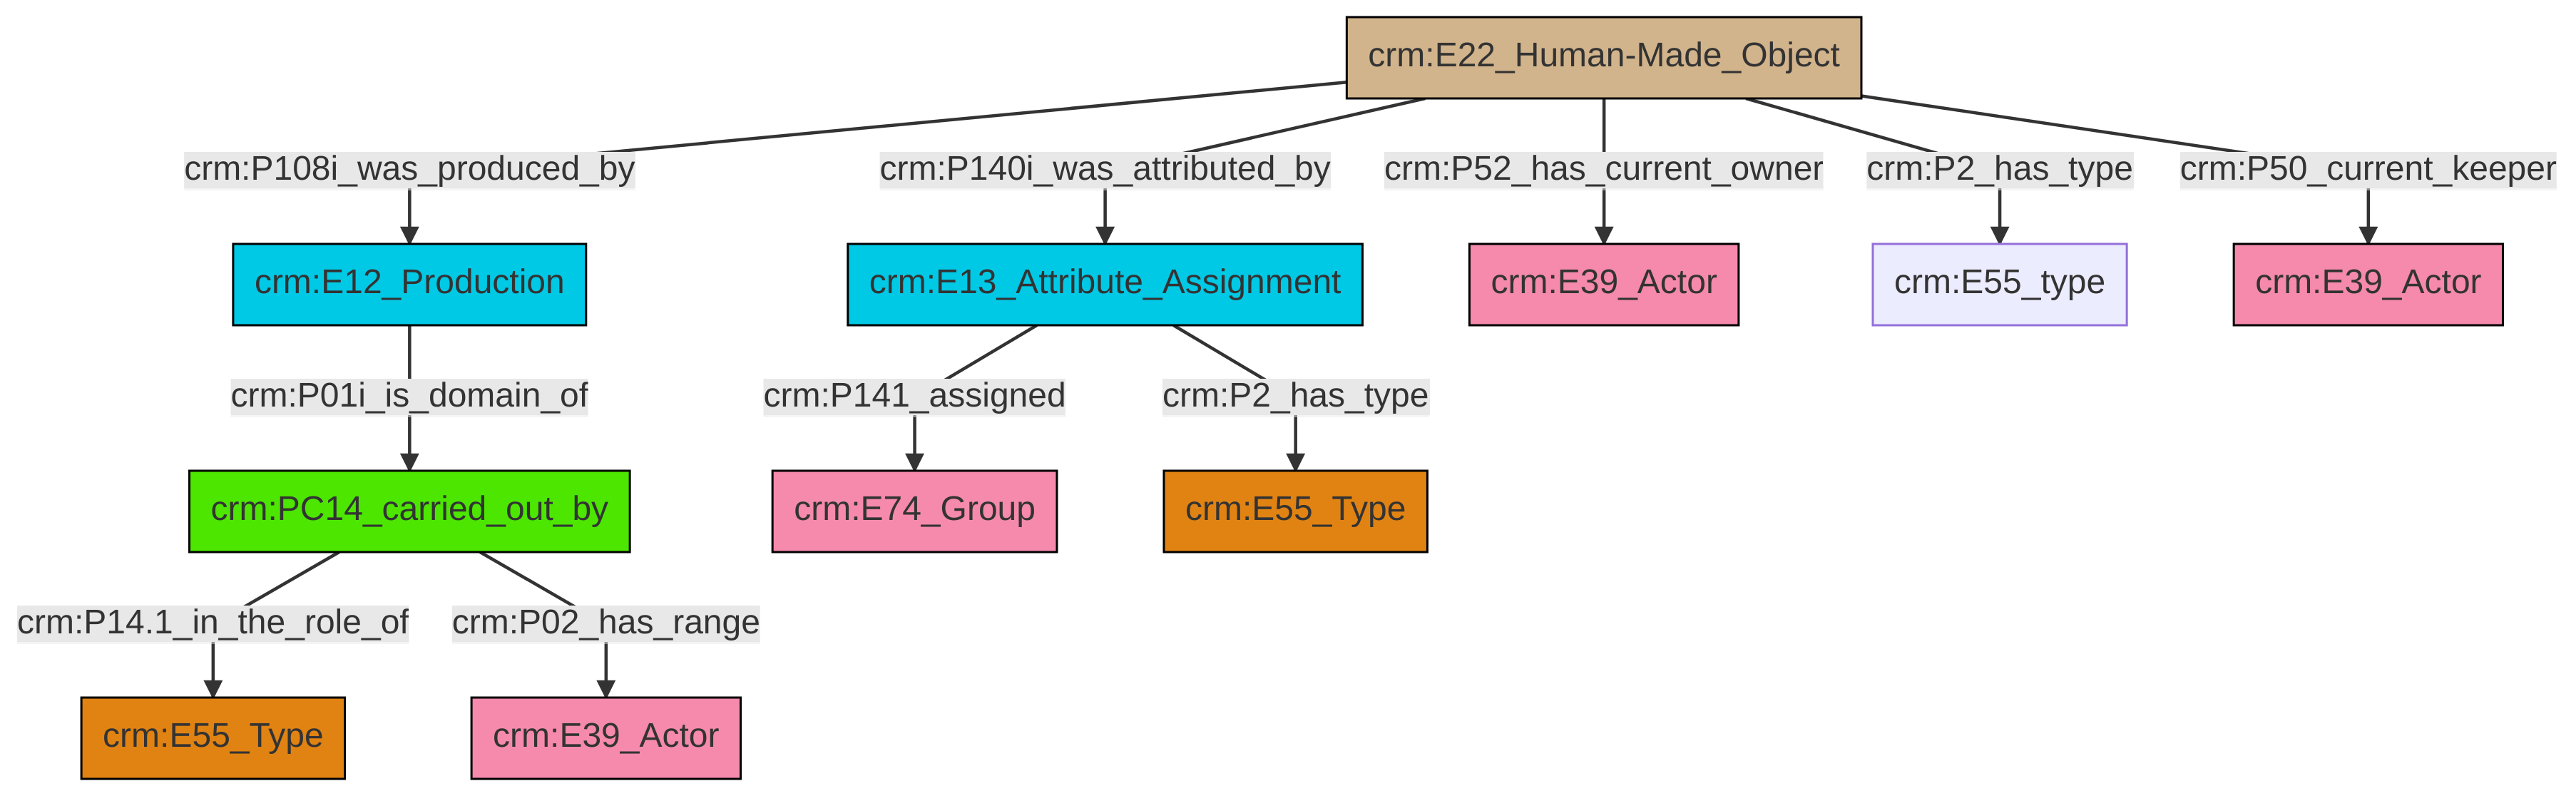 crm:E22_Human-Made_Object
crm:P108i_was_produced_by
crm:P140i_was_attributed_by
crm:P52_has_current_owner
crm:P2_has_type
crm:P50_current_keeper
crm:E12_Production
crm:E13_Attribute_Assignment
crm:E39_Actor
crm:E55_type
crm:E39_Actor
crm:P01i_is_domain_of
crm:P141_assigned
crm:P2_has_type
crm:PC14_carried_out_by
crm:E74_Group
crm:E55_Type
crm:P14.1_in_the_role_of
crm:P02_has_range
crm:E55_Type
crm:E39_Actor